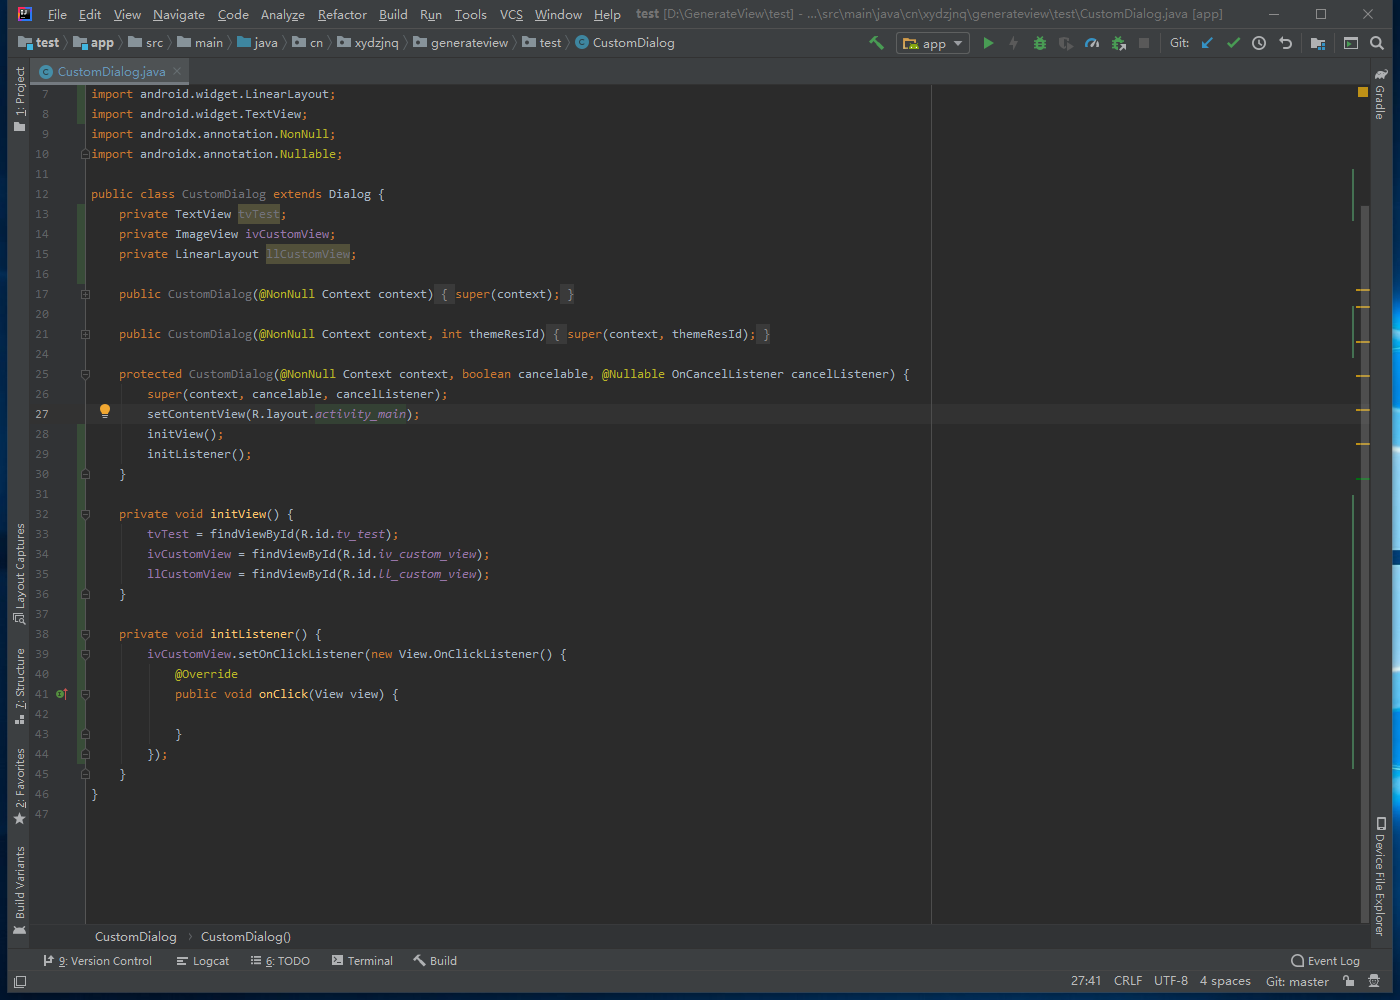 File Edit View Navigate Code Analyze Refactor Build Run Tools VCS Window Help test [D:\GenerateView\test] - ...\src\main\java\cn\xydzjnq\generateview\test\CustomDialog.java [app]
test app src main java cn xydzjnq generateview test CustomDialog app Git:
CustomDialog.java
1: Project
Layout Captures
7: Structure
2: Favorites
Build Variants
7 import android.widget.LinearLayout;
8 import android.widget.TextView;
9 import androidx.annotation.NonNull;
10 import androidx.annotation.Nullable;
11
12 public class CustomDialog extends Dialog {
13 private TextView tvTest;
14 private ImageView ivCustomView;
15 private LinearLayout llCustomView;
16
17 public CustomDialog(@NonNull Context context) { super(context); }
20
21 public CustomDialog(@NonNull Context context, int themeResId) { super(context, themeResId); }
24
25 protected CustomDialog(@NonNull Context context, boolean cancelable, @Nullable OnCancelListener cancelListener) {
26 super(context, cancelable, cancelListener);
27 setContentView(R.layout.activity_main);
28 initView();
29 initListener();
30 }
31
32 private void initView() {
33 tvTest = findViewById(R.id.tv_test);
34 ivCustomView = findViewById(R.id.iv_custom_view);
35 llCustomView = findViewById(R.id.ll_custom_view);
36 }
37
38 private void initListener() {
39 ivCustomView.setOnClickListener(new View.OnClickListener() {
40 @Override
41 public void onClick(View view) {
42
43 }
44 });
45 }
46 }
47
Gradle
Device File Explorer
CustomDialog CustomDialog()
9: Version Control Logcat 6: TODO Terminal Build Event Log
27:41 CRLF UTF-8 4 spaces Git: master